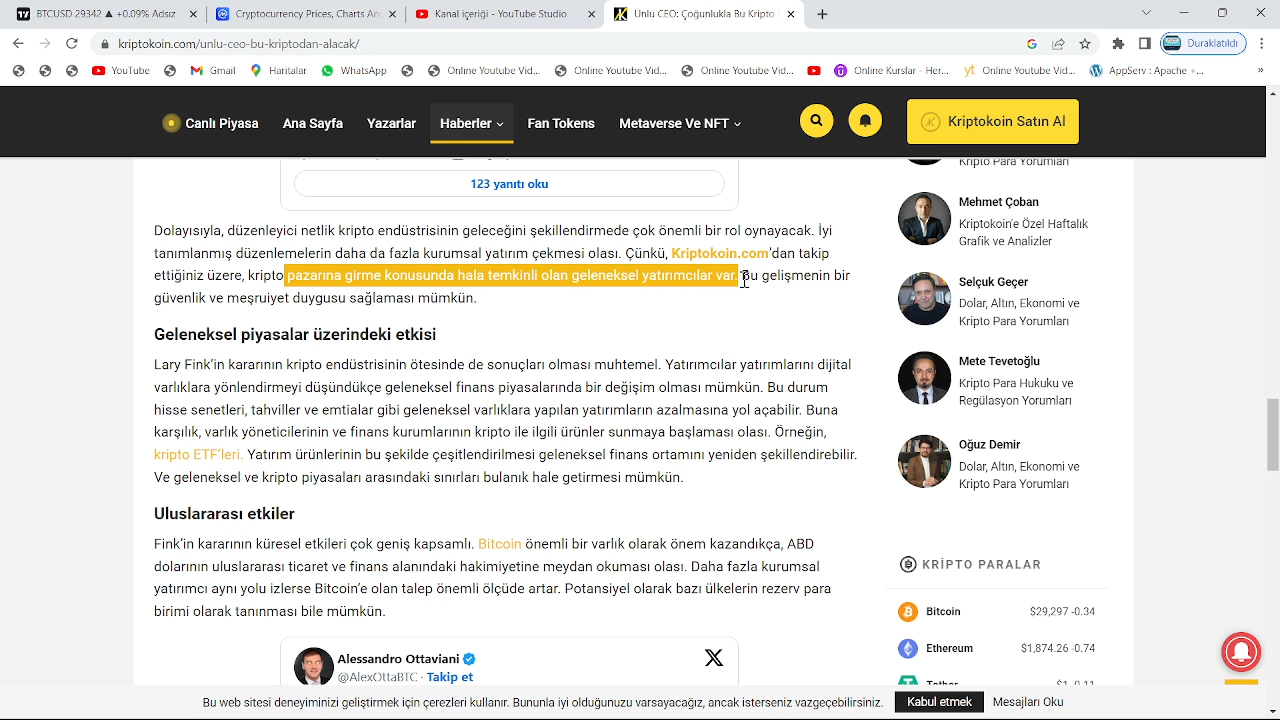 BTCUSD 29342 ▲ +0.09% Adsız
Cryptocurrency Prices, Charts An
Kanal içeriği - YouTube Studio
Ünlü CEO: Çoğunlukla Bu Kripto
kriptokoin.com/unlu-ceo-bu-kriptodan-alacak/
Duraklatıldı
YouTube
Gmail
Haritalar
WhatsApp
Online Youtube Vid...
Online Youtube Vid...
Online Youtube Vid...
Online Kurslar - Her...
yt Online Youtube Vid...
AppServ : Apache +...
»
Canlı Piyasa
Ana Sayfa
Yazarlar
Haberler
Fan Tokens
Metaverse Ve NFT
Kriptokoin Satın Al
123 yanıtı oku
Dolayısıyla, düzenleyici netlik kripto endüstrisinin geleceğini şekillendirmede çok önemli bir rol oynayacak. İyi
tanımlanmış düzenlemelerin daha da fazla kurumsal yatırım çekmesi olası. Çünkü, Kriptokoin.com'dan takip
ettiğiniz üzere, kripto pazarına girme konusunda hala temkinli olan geleneksel yatırımcılar var. Bu gelişmenin bir
güvenlik ve meşruiyet duygusu sağlaması mümkün.
Geleneksel piyasalar üzerindeki etkisi
Lary Fink'in kararının kripto endüstrisinin ötesinde de sonuçları olması muhtemel. Yatırımcılar yatırımlarını dijital
varlıklara yönlendirmeyi düşündükçe geleneksel finans piyasalarında bir değişim olması mümkün. Bu durum
hisse senetleri, tahviller ve emtialar gibi geleneksel varlıklara yapılan yatırımların azalmasına yol açabilir. Buna
karşılık, varlık yöneticilerinin ve finans kurumlarının kripto ile ilgili ürünler sunmaya başlaması olası. Örneğin,
kripto ETF'leri. Yatırım ürünlerinin bu şekilde çeşitlendirilmesi geleneksel finans ortamını yeniden şekillendirebilir.
Ve geleneksel ve kripto piyasaları arasındaki sınırları bulanık hale getirmesi mümkün.
Uluslararası etkiler
Fink'in kararının küresel etkileri çok geniş kapsamlı. Bitcoin önemli bir varlık olarak önem kazandıkça, ABD
dolarının uluslararası ticaret ve finans alanındaki hakimiyetine meydan okuması olası. Daha fazla kurumsal
yatırımcı aynı yolu izlerse Bitcoin'e olan talep önemli ölçüde artar. Potansiyel olarak bazı ülkelerin rezerv para
birimi olarak tanınması bile mümkün.
Alessandro Ottaviani
@AlexOttaBTC · Takip et
Kripto Para Yorumları
Mehmet Çoban
Kriptokoin'e Özel Haftalık
Grafik ve Analizler
Selçuk Geçer
Dolar, Altın, Ekonomi ve
Kripto Para Yorumları
Mete Tevetoğlu
Kripto Para Hukuku ve
Regülasyon Yorumları
Oğuz Demir
Dolar, Altın, Ekonomi ve
Kripto Para Yorumları
KRİPTO PARALAR
Bitcoin $29,297 -0.34
Ethereum $1,874.26 -0.74
Tether $1 -0.11
Bu site deneyiminizi geliştirmek için çerezleri kullanır. Bununla iyi olduğunuzu varsayacağız, ancak isterseniz vazgeçebilirsiniz.
Kabul etmek
Mesajları Oku